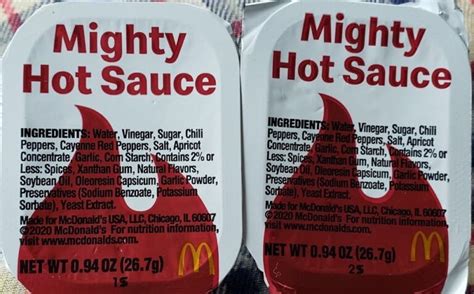 Mighty
Hot Sauce
INGREDIENTS: Water, Vinegar, Sugar, Chili
Peppers, Cayenne Red Peppers, Salt, Apricot
Concentrate, Garlic, Corn Starch, Contains 2% or
Less: Spices, Xanthan Gum, Natural Flavors,
Soybean Oil, Oleoresin Capsicum, Garlic Powder,
Preservatives (Sodium Benzoate, Potassium
Sorbate), Yeast Extract.
Made for McDonald's USA, LLC, Chicago, IL 60607
©2020 McDonald's For nutrition information,
visit www.mcdonalds.com.
NET WT 0.94 OZ (26.7g)
1S
Mighty
Hot Sauce
INGREDIENTS: Water, Vinegar, Sugar, Chili
Peppers, Cayenne Red Peppers, Salt, Apricot
Concentrate, Garlic, Corn Starch, Contains 2% or
Less: Spices, Xanthan Gum, Natural Flavors,
Soybean Oil, Oleoresin Capsicum, Garlic Powder,
Preservatives (Sodium Benzoate, Potassium
Sorbate), Yeast Extract.
Made for McDonald's USA, LLC, Chicago, IL 60607
©2020 McDonald's For nutrition information,
visit www.mcdonalds.com.
NET WT 0.94 OZ (26.7g)
2S